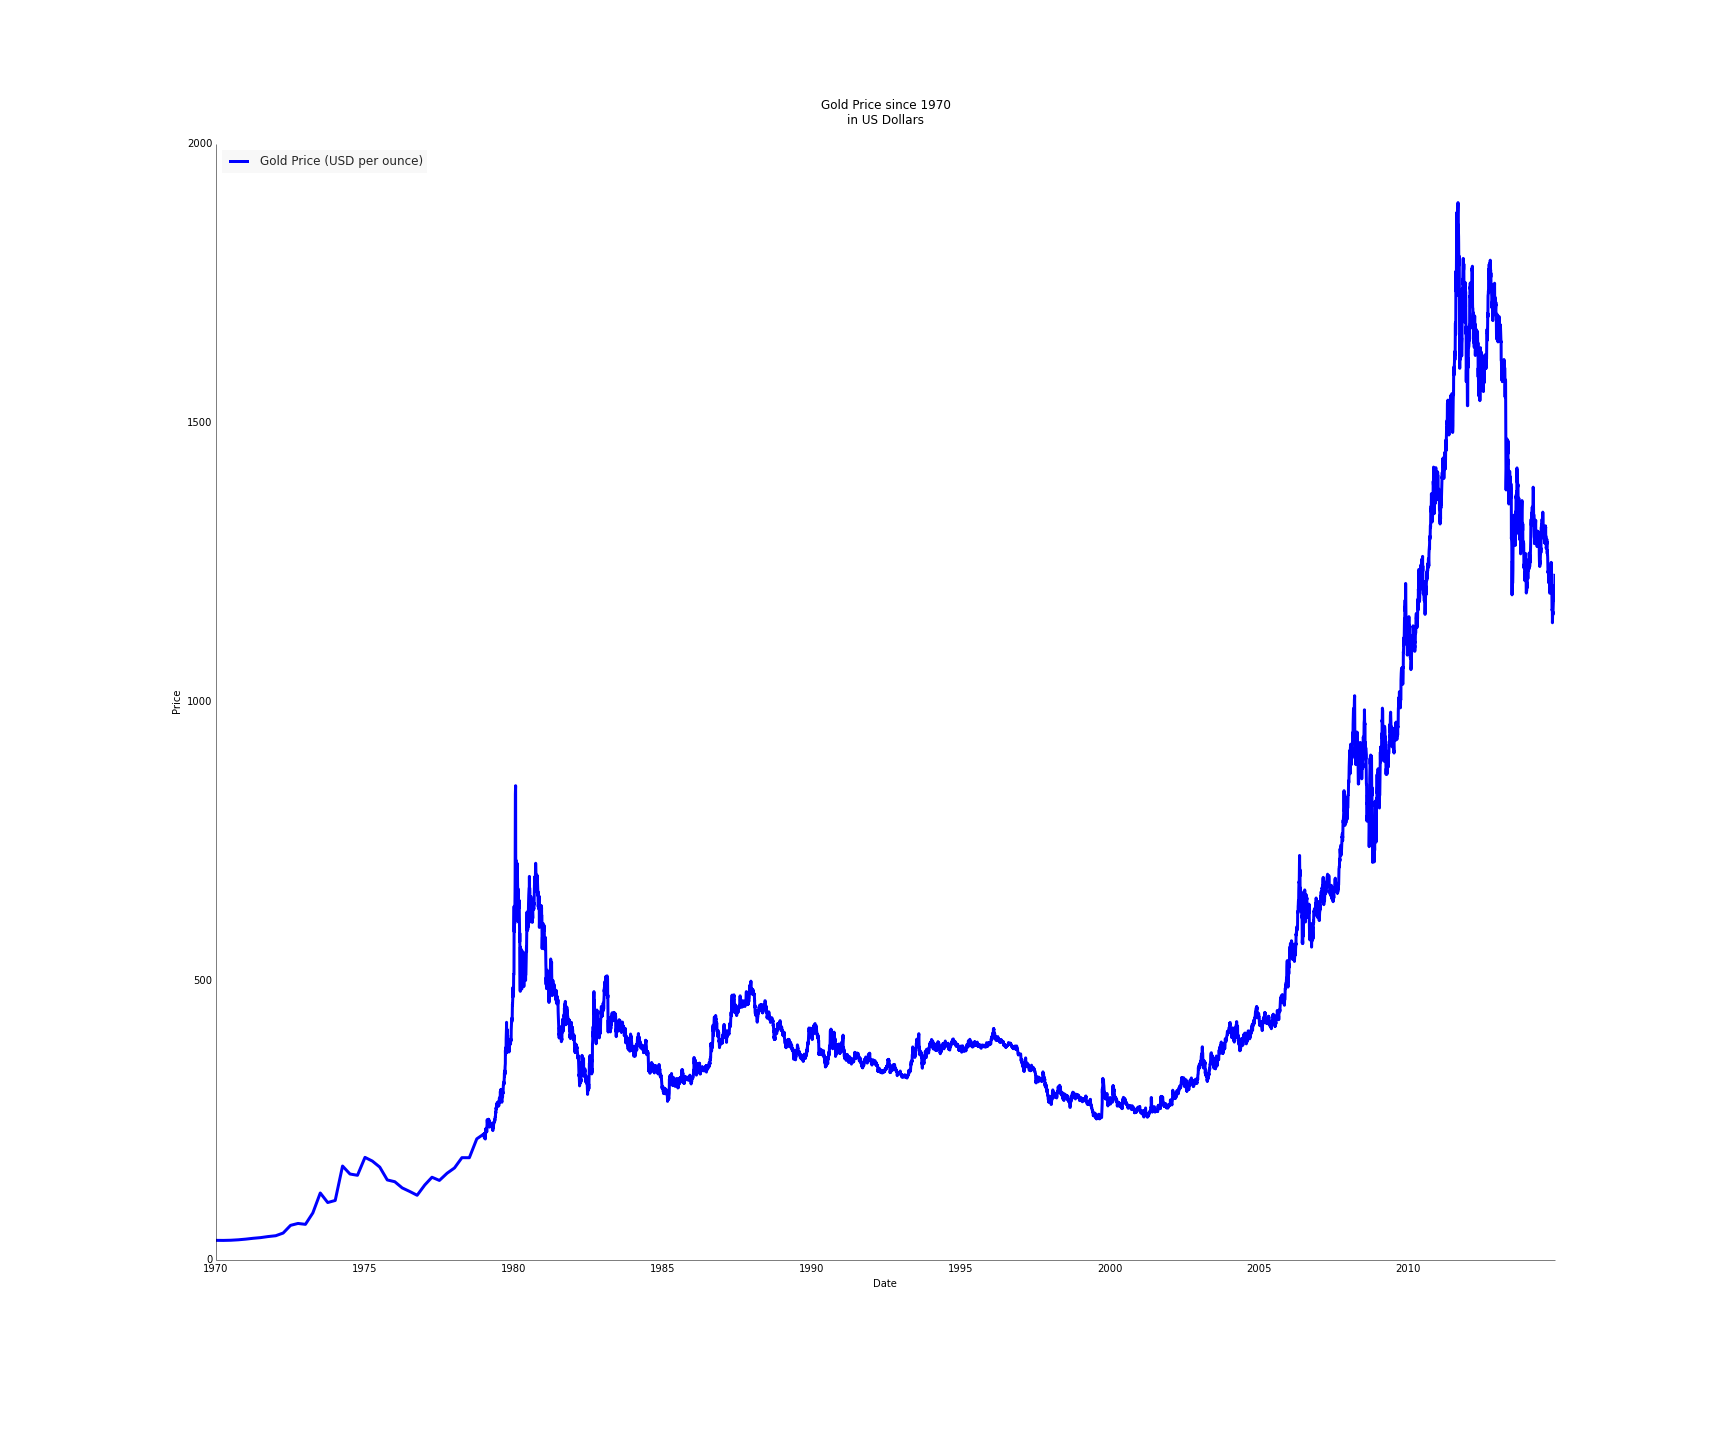 Gold Price since 1970
in US Dollars
Gold Price (USD per ounce)
2000
1500
1000
500
0
Price
1970 1975 1980 1985 1990 1995 2000 2005 2010
Date